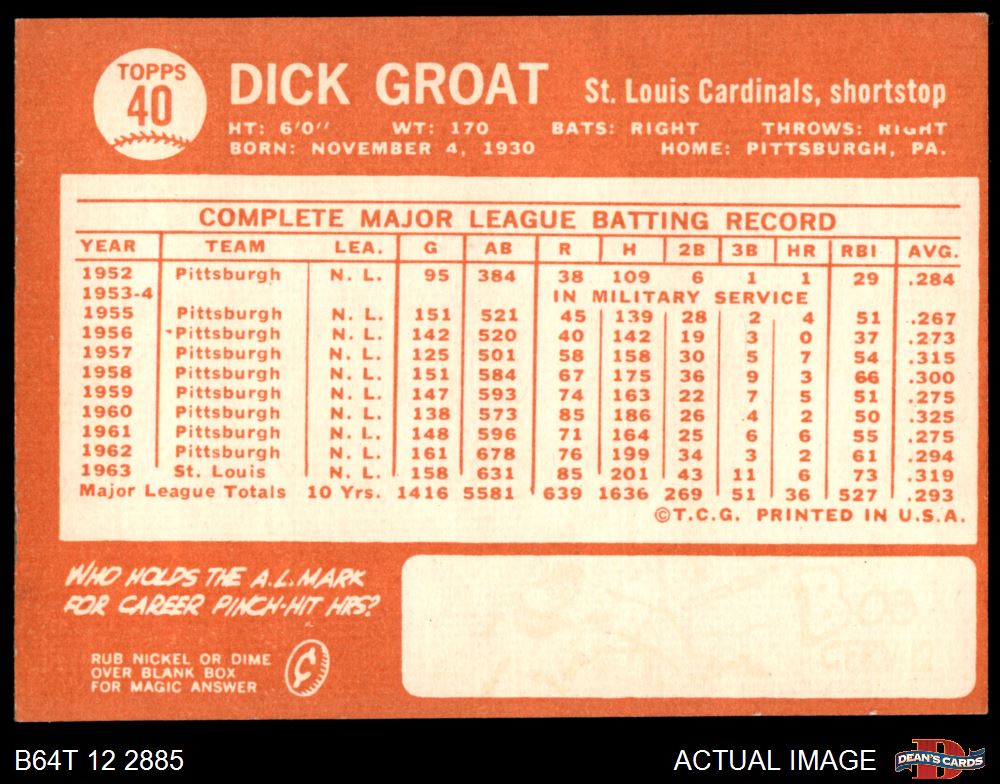 TOPPS
40
DICK GROAT St. Louis Cardinals, shortstop
HT: 6'0'' WT: 170 BATS: RIGHT THROWS: RIGHT
BORN: NOVEMBER 4, 1930 HOME: PITTSBURGH, PA.
COMPLETE MAJOR LEAGUE BATTING RECORD
YEAR TEAM LEA. G AB R H 2B 3B HR RBI AVG.
1952 Pittsburgh N. L. 95 384 38 109 6 1 1 29 .284
1953-4 IN MILITARY SERVICE
1955 Pittsburgh N. L. 151 521 45 139 28 2 4 51 .267
1956 Pittsburgh N. L. 142 520 40 142 19 3 0 37 .273
1957 Pittsburgh N. L. 125 501 58 158 30 5 7 54 .315
1958 Pittsburgh N. L. 151 584 67 175 36 9 3 66 .300
1959 Pittsburgh N. L. 147 593 74 163 22 7 5 51 .275
1960 Pittsburgh N. L. 138 573 85 186 26 4 2 50 .325
1961 Pittsburgh N. L. 148 596 71 164 25 6 6 55 .275
1962 Pittsburgh N. L. 161 678 76 199 34 3 2 61 .294
1963 St. Louis N. L. 158 631 85 201 43 11 6 73 .319
Major League Totals 10 Yrs. 1416 5581 639 1636 269 51 36 527 .293
©T.C.G. PRINTED IN U.S.A.
WHO HOLDS THE A.L. MARK
FOR CAREER PINCH-HIT HRS?
RUB NICKEL OR DIME
OVER BLANK BOX
FOR MAGIC ANSWER
B64T 12 2885 ACTUAL IMAGE DEAN'S CARDS